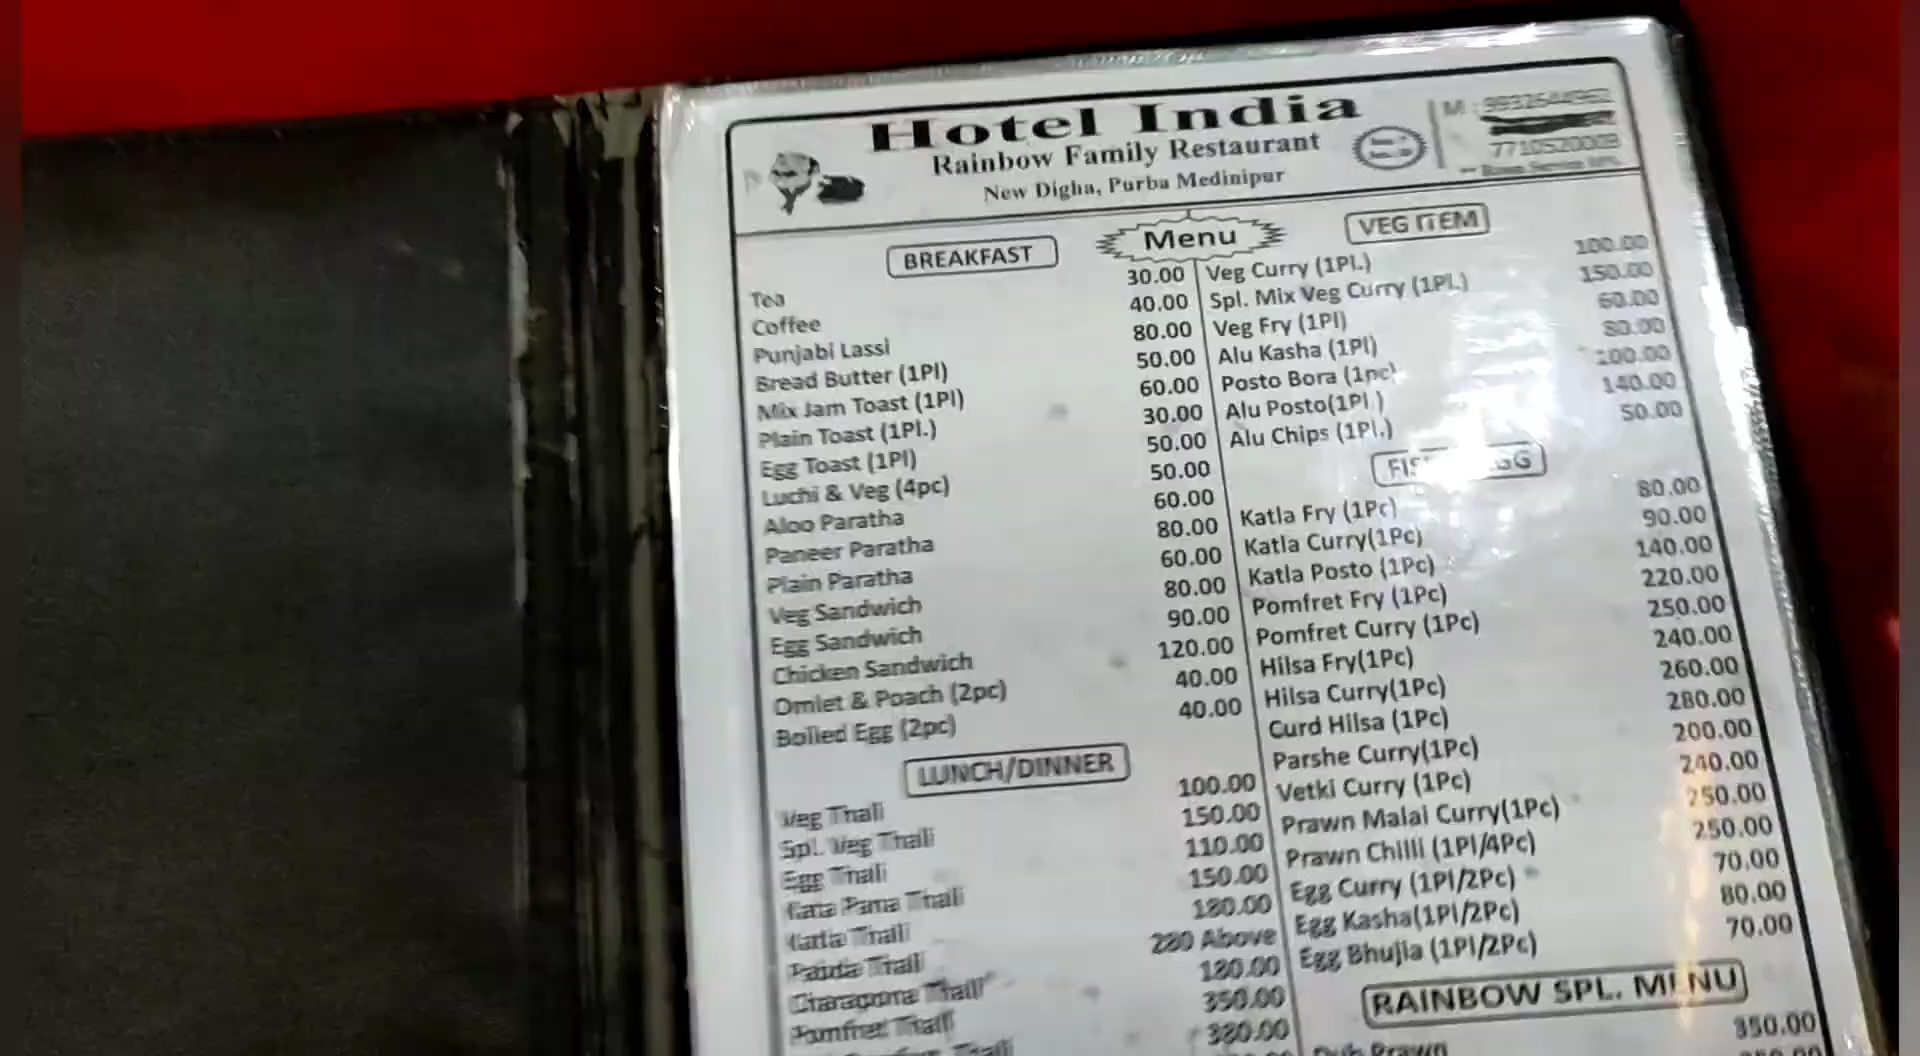 Hotel India
Rainbow Family Restaurant
New Digha, Purba Medinipur
M :
7710520003
Menu
BREAKFAST
Tea 30.00
Coffee 40.00
Punjabi Lassi 80.00
Bread Butter (1Pl) 50.00
Mix Jam Toast (1Pl) 60.00
Plain Toast (1Pl.) 30.00
Egg Toast (1Pl) 50.00
Luchi & Veg (4pc) 50.00
Aloo Paratha 60.00
Paneer Paratha 80.00
Plain Paratha 60.00
Veg Sandwich 80.00
Egg Sandwich 90.00
Chicken Sandwich 120.00
Omlet & Poach (2pc) 40.00
Boiled Egg (2pc) 40.00
LUNCH/DINNER
Veg Thali 100.00
Spl. Veg Thali 150.00
Egg Thali 110.00
Thali 150.00
Katla Thali 180.00
Pabda Thali 280 Above
Charapona Thali 180.00
Pomfret Thali 350.00
Thali 380.00
VEG ITEM
Veg Curry (1Pl.) 100.00
Spl. Mix Veg Curry (1Pl.) 150.00
Veg Fry (1Pl) 60.00
Alu Kasha (1Pl) 80.00
Posto Bora (1pc) 100.00
Alu Posto(1Pl.) 140.00
Alu Chips (1Pl.) 50.00
Katla Fry (1Pc) 80.00
Katla Curry(1Pc) 90.00
Katla Posto (1Pc) 140.00
Pomfret Fry (1Pc) 220.00
Pomfret Curry (1Pc) 250.00
Hilsa Fry(1Pc) 240.00
Hilsa Curry(1Pc) 260.00
Curd Hilsa (1Pc) 280.00
Parshe Curry(1Pc) 200.00
Vetki Curry (1Pc) 240.00
Prawn Malai Curry(1Pc) 250.00
Prawn Chilli (1Pl/4Pc) 250.00
Egg Curry (1Pl/2Pc) 70.00
Egg Kasha(1Pl/2Pc) 80.00
Egg Bhujia (1Pl/2Pc) 70.00
RAINBOW SPL. MENU
Prawn 350.00